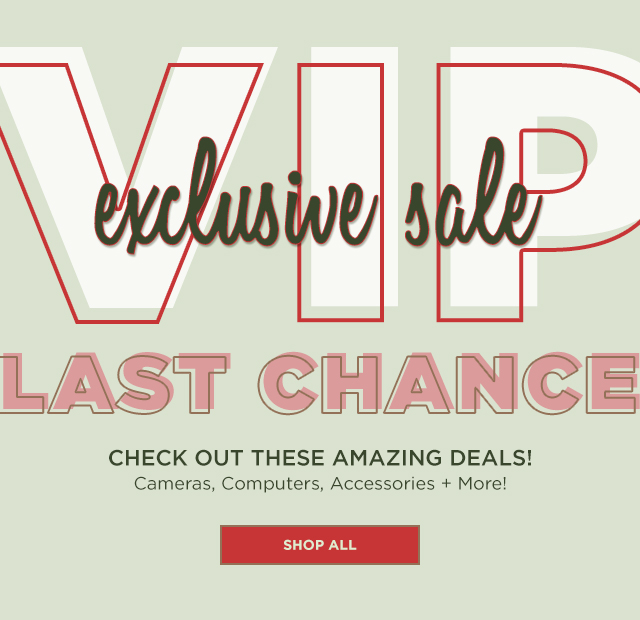 VIP
exclusive sale
LAST CHANCE
CHECK OUT THESE AMAZING DEALS!
Cameras, Computers, Accessories + More!
SHOP ALL